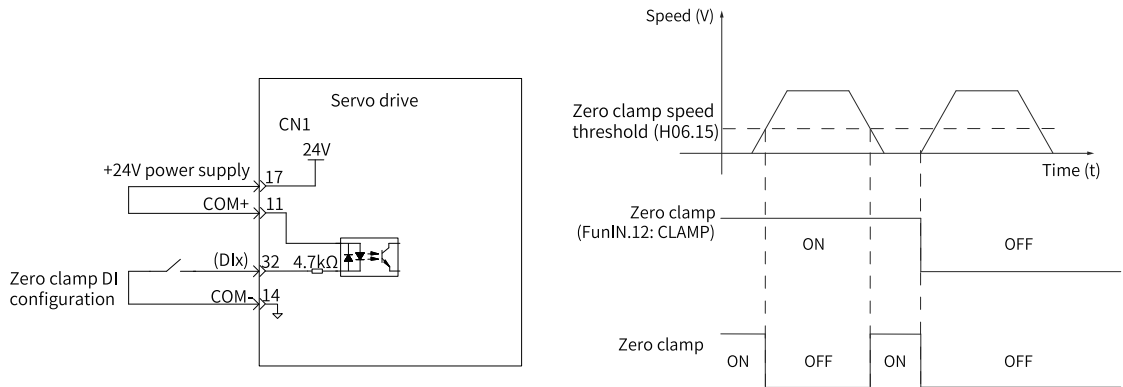 Servo drive
CN1
24V
+24V power supply
17
COM+
11
(DIx)
32
4.7kΩ
Zero clamp DI
configuration
COM-
14
Speed (V)
Zero clamp speed
threshold (H06.15)
Time (t)
Zero clamp
(FunIN.12: CLAMP)
ON
OFF
Zero clamp
ON
OFF
ON
OFF